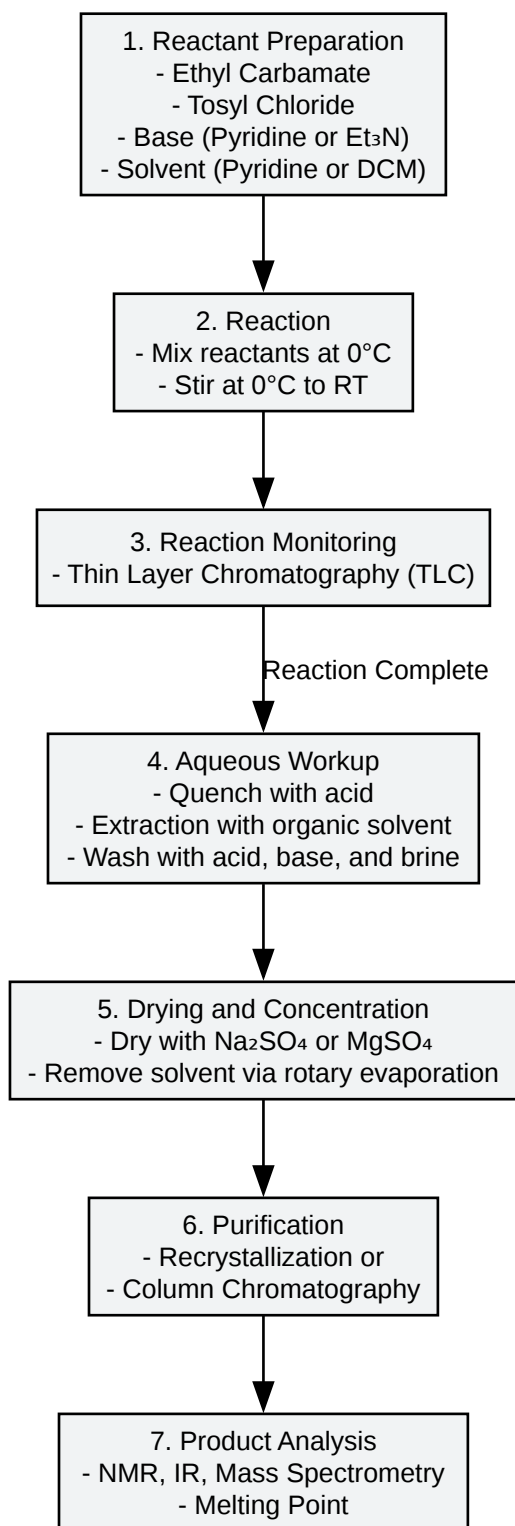 1. Reactant Preparation
- Ethyl Carbamate
- Tosyl Chloride
- Base (Pyridine or Et₃N)
- Solvent (Pyridine or DCM)
2. Reaction
- Mix reactants at 0°C
- Stir at 0°C to RT
3. Reaction Monitoring
- Thin Layer Chromatography (TLC)
Reaction Complete
4. Aqueous Workup
- Quench with acid
- Extraction with organic solvent
- Wash with acid, base, and brine
5. Drying and Concentration
- Dry with Na₂SO₄ or MgSO₄
- Remove solvent via rotary evaporation
6. Purification
- Recrystallization or
- Column Chromatography
7. Product Analysis
- NMR, IR, Mass Spectrometry
- Melting Point